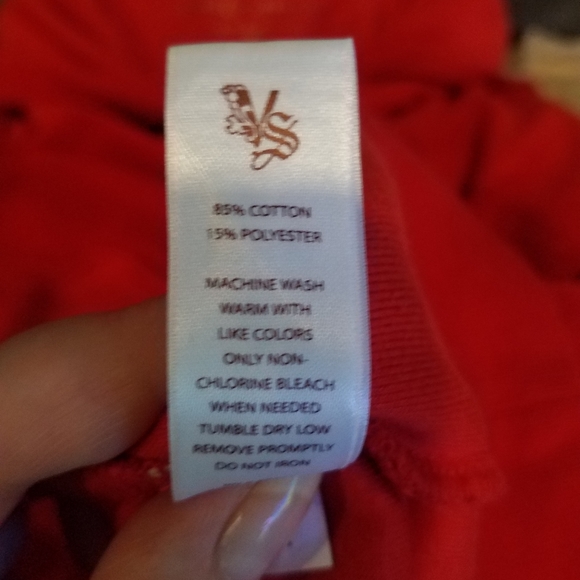 VS
85% COTTON
15% POLYESTER
MACHINE WASH
WARM WITH
LIKE COLORS
ONLY NON-
CHLORINE BLEACH
WHEN NEEDED
TUMBLE DRY LOW
REMOVE PROMPTLY
DO NOT IRON